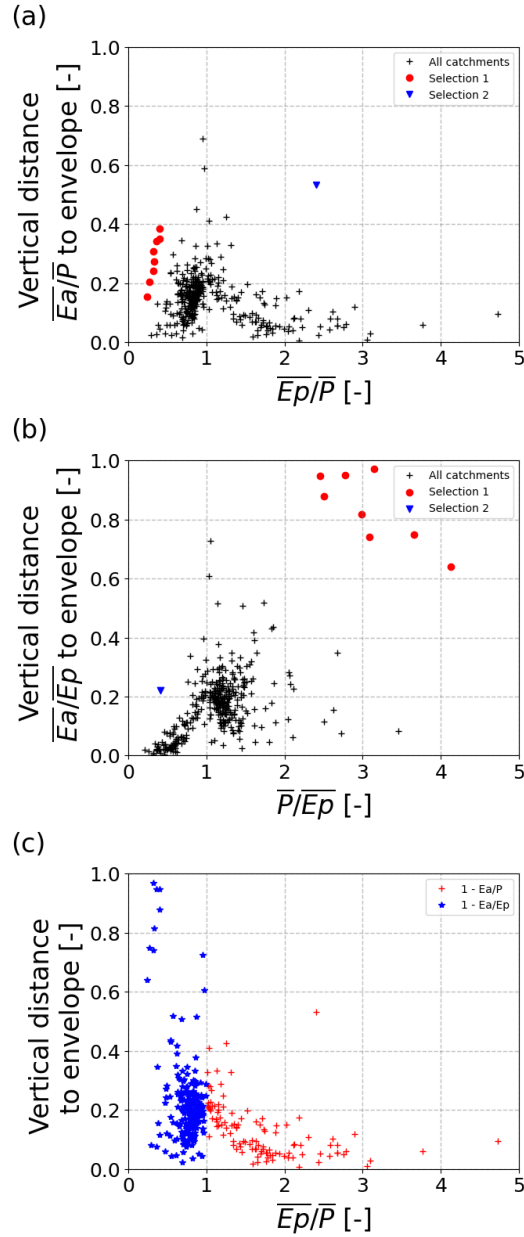 (a)
1.0
0.8
0.6
0.4
0.2
0.0
0
1
2
3
4
5
Vertical distance
Ea/P to envelope [-]
Ep/P [-]
All catchments
Selection 1
Selection 2
(b)
1.0
0.8
0.6
0.4
0.2
0.0
0
1
2
3
4
5
Vertical distance
Ea/Ep to envelope [-]
P/Ep [-]
All catchments
Selection 1
Selection 2
(c)
1.0
0.8
0.6
0.4
0.2
0.0
0
1
2
3
4
5
Vertical distance
to envelope [-]
Ep/P [-]
1 - Ea/P
1 - Ea/Ep